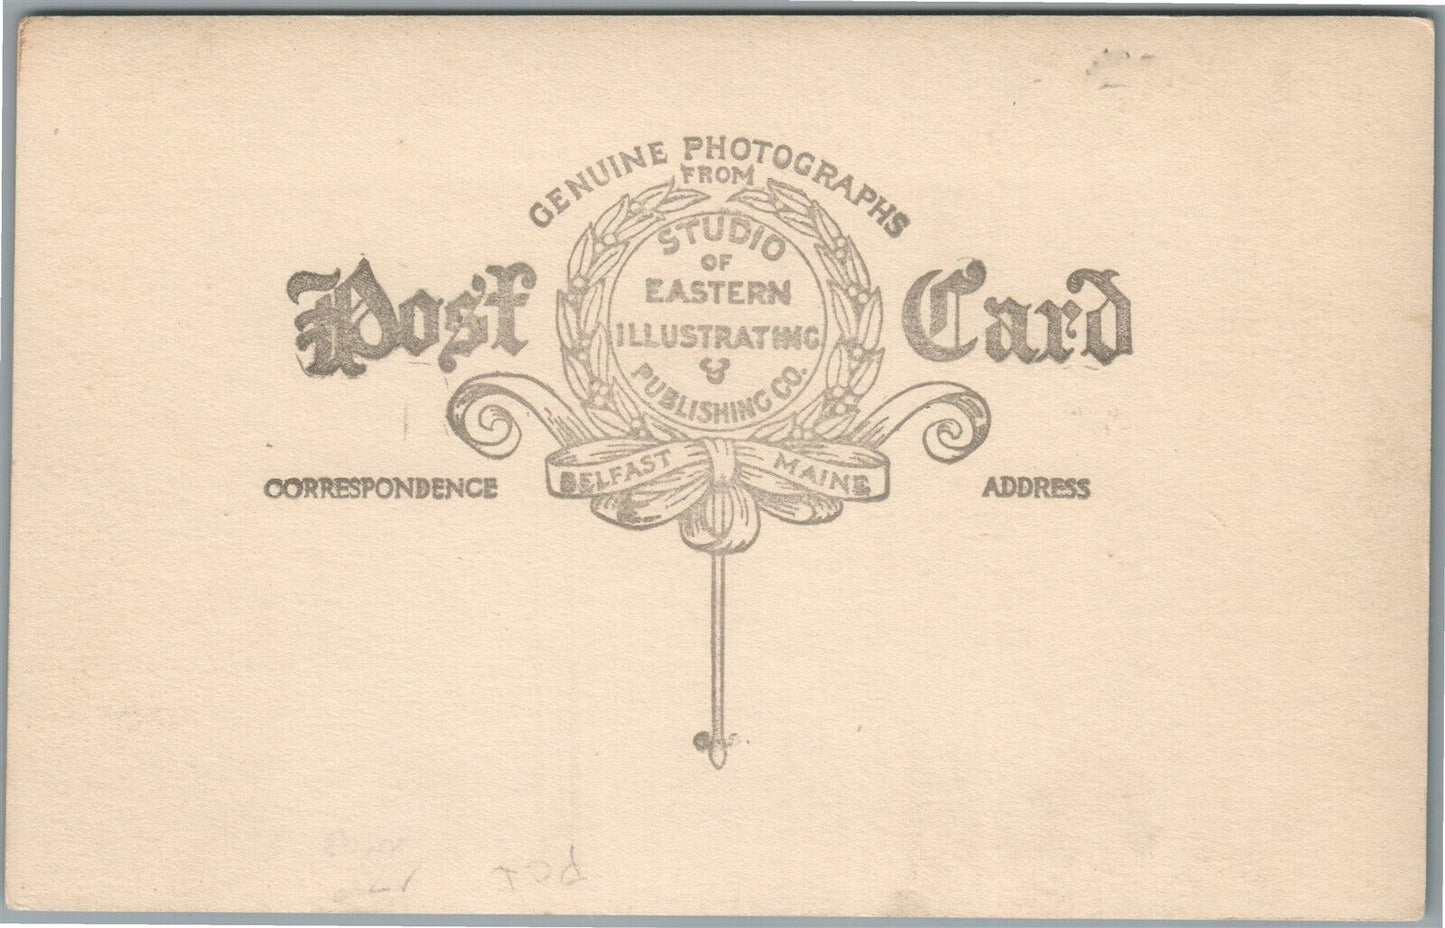 GENUINE PHOTOGRAPHS
FROM
Post Card
STUDIO
OF
EASTERN
ILLUSTRATING
&
PUBLISHING CO.
BELFAST MAINE
CORRESPONDENCE
ADDRESS